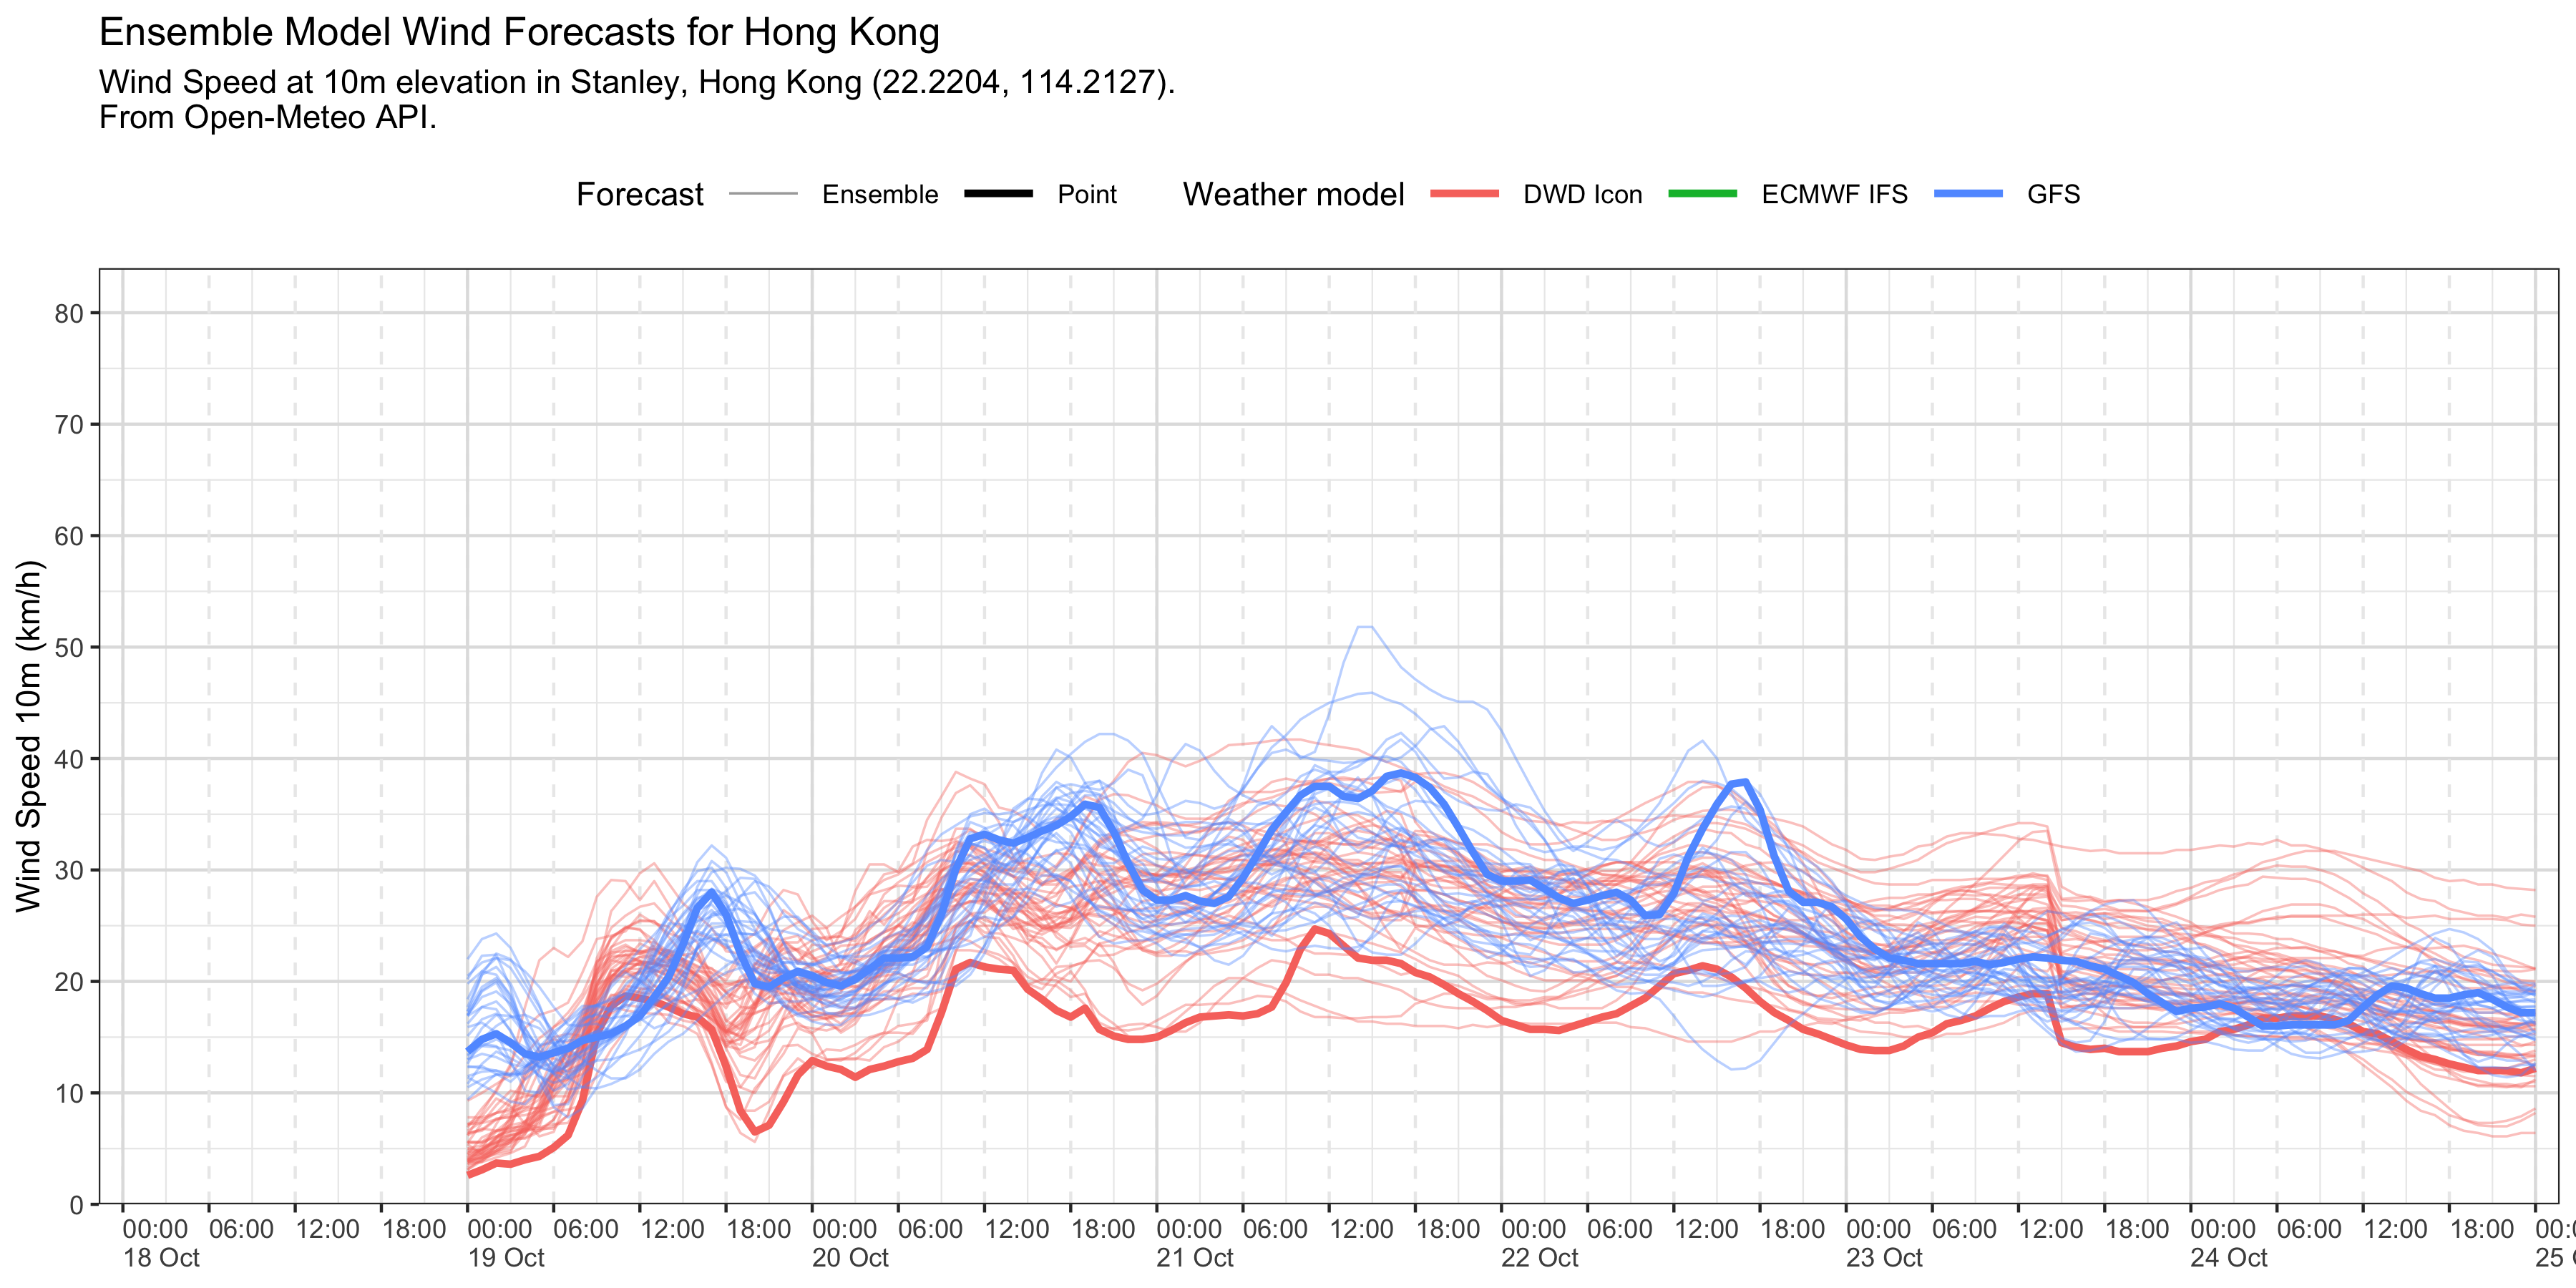 Ensemble Model Wind Forecasts for Hong Kong
Wind Speed at 10m elevation in Stanley, Hong Kong (22.2204, 114.2127).
From Open-Meteo API.
Forecast Ensemble Point Weather model DWD Icon ECMWF IFS GFS
Wind Speed 10m (km/h)
80
70
60
50
40
30
20
10
0
00:00 06:00 12:00 18:00 00:00 06:00 12:00 18:00 00:00 06:00 12:00 18:00 00:00 06:00 12:00 18:00 00:00 06:00 12:00 18:00 00:00 06:00 12:00 18:00 00:00 06:00 12:00 18:00 00:
18 Oct 19 Oct 20 Oct 21 Oct 22 Oct 23 Oct 24 Oct 25